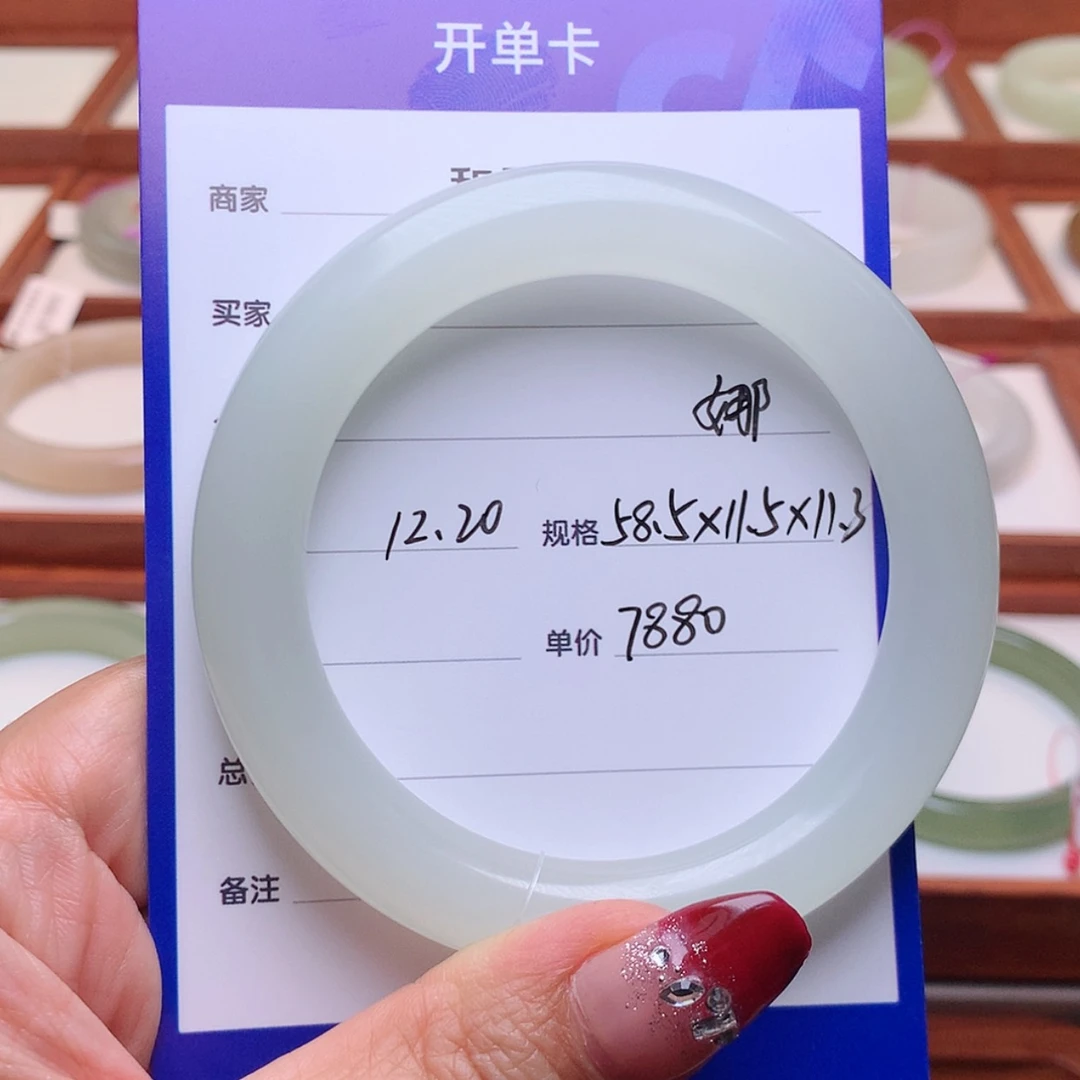 开单卡
商家
买家
娜
12.20 规格 58.5×11.5×11.3
单价 7880
总
备注